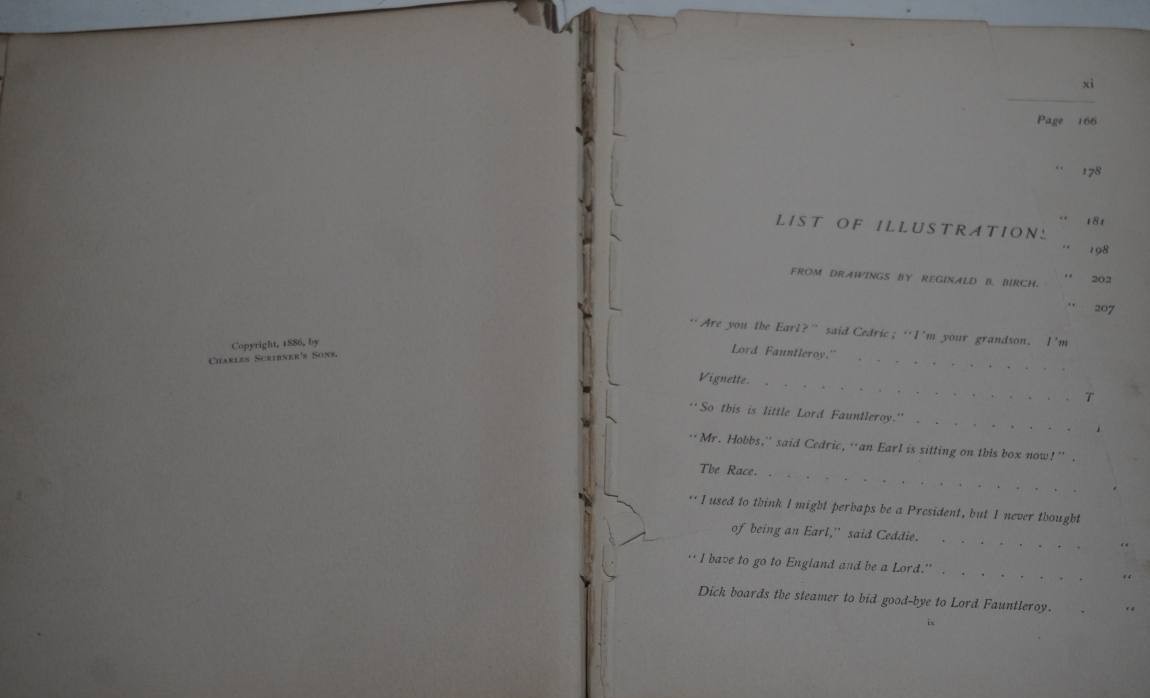 Copyright, 1886, by
CHARLES SCRIBNER'S SONS.
xi
Page 166
" 178
" 181
LIST OF ILLUSTRATION
" 198
FROM DRAWINGS BY REGINALD B. BIRCH.
" 202
" 207
"Are you the Earl?" said Cedric; "I'm your grandson. I'm
Lord Fauntleroy." . . . . . . . . . .
Vignette. . . . . . . . . . . . . . . . T
"So this is little Lord Fauntleroy." . . . . . . . . .
"Mr. Hobbs," said Cedric, "an Earl is sitting on this box now!" .
The Race. . . . . . . . . . . . . . .
"I used to think I might perhaps be a President, but I never thought
of being an Earl," said Ceddie. . . . . . . . "
"I have to go to England and be a Lord." . . . . . . . . "
Dick boards the steamer to bid good-bye to Lord Fauntleroy. . "
ix